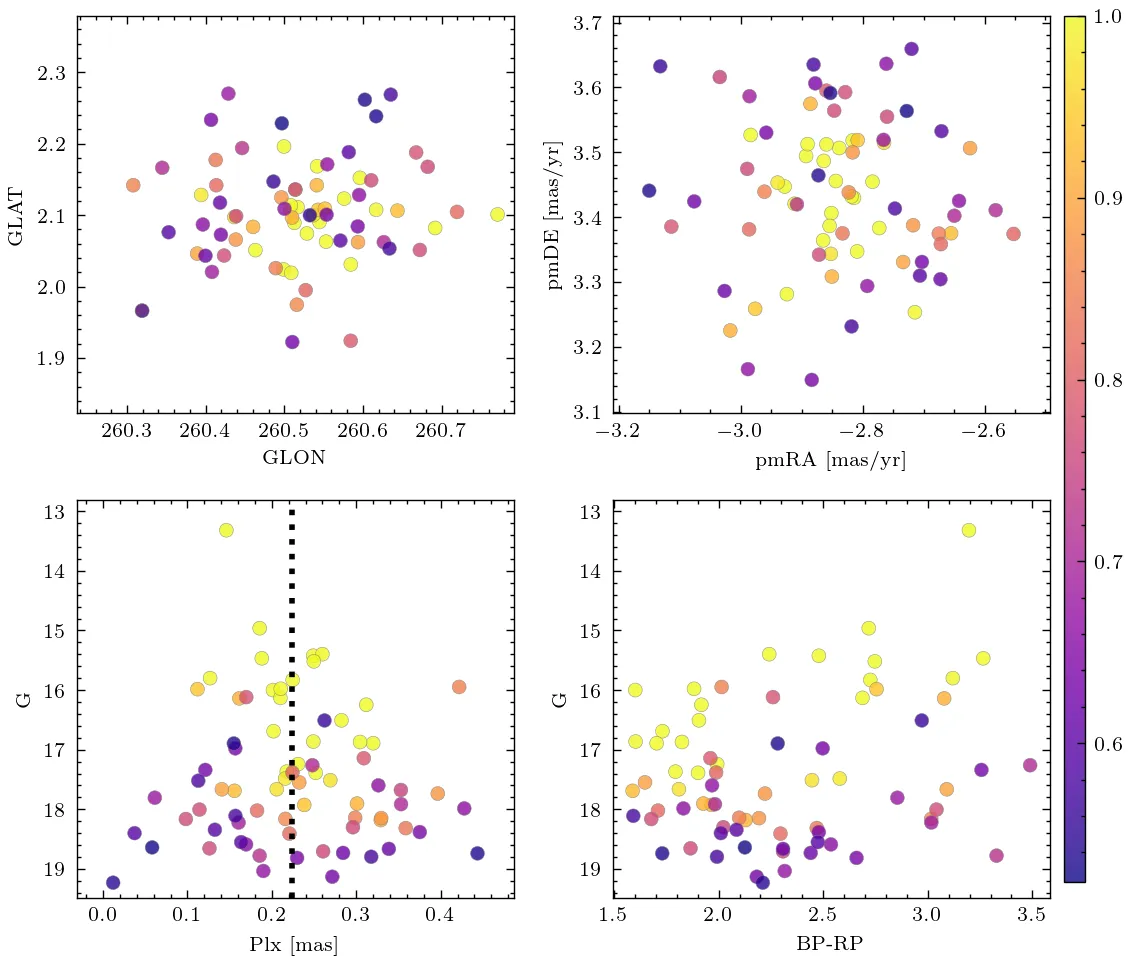 2.3
2.2
2.1
2.0
1.9
GLAT
260.3 260.4 260.5 260.6 260.7
GLON
3.7
3.6
3.5
3.4
3.3
3.2
3.1
pmDE [mas/yr]
−3.2 −3.0 −2.8 −2.6
pmRA [mas/yr]
1.0
0.9
0.8
0.7
0.6
13
14
15
16
17
18
19
G
0.0 0.1 0.2 0.3 0.4
Plx [mas]
13
14
15
16
17
18
19
G
1.5 2.0 2.5 3.0 3.5
BP-RP